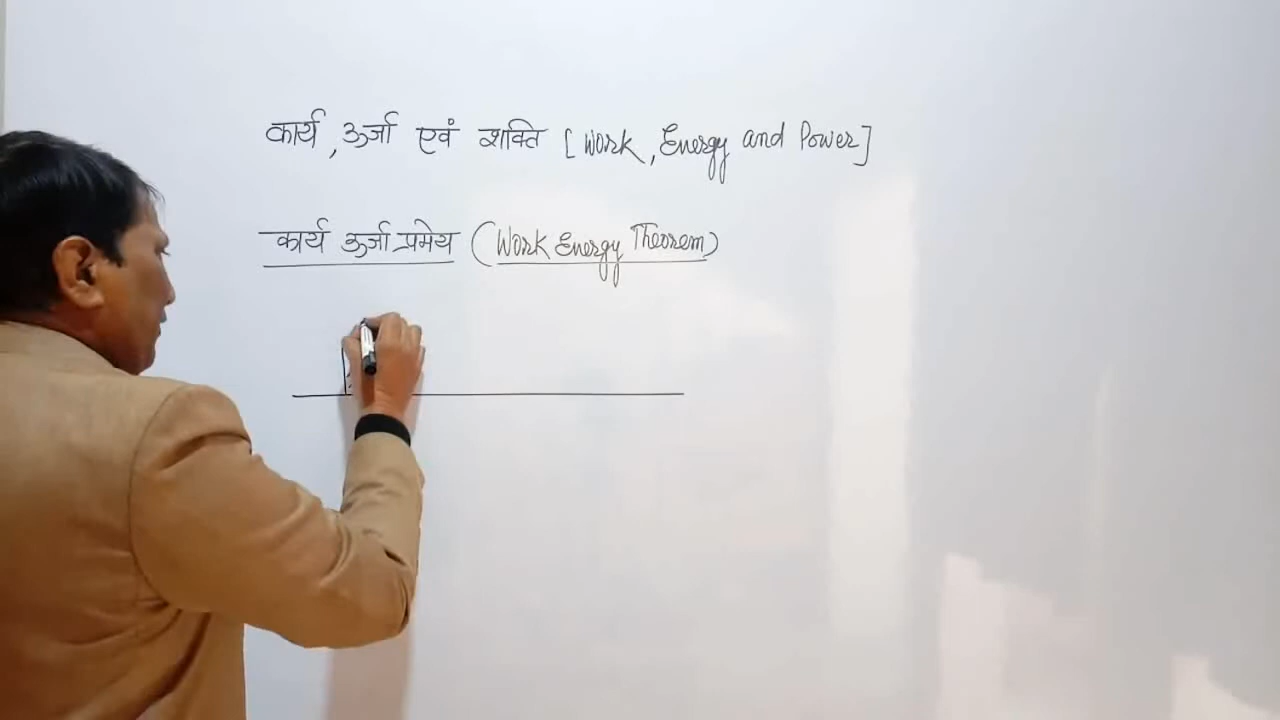 कार्य, ऊर्जा एवं शक्ति [Work, Energy and Power]
कार्य ऊर्जा प्रमेय (Work Energy Theorem)